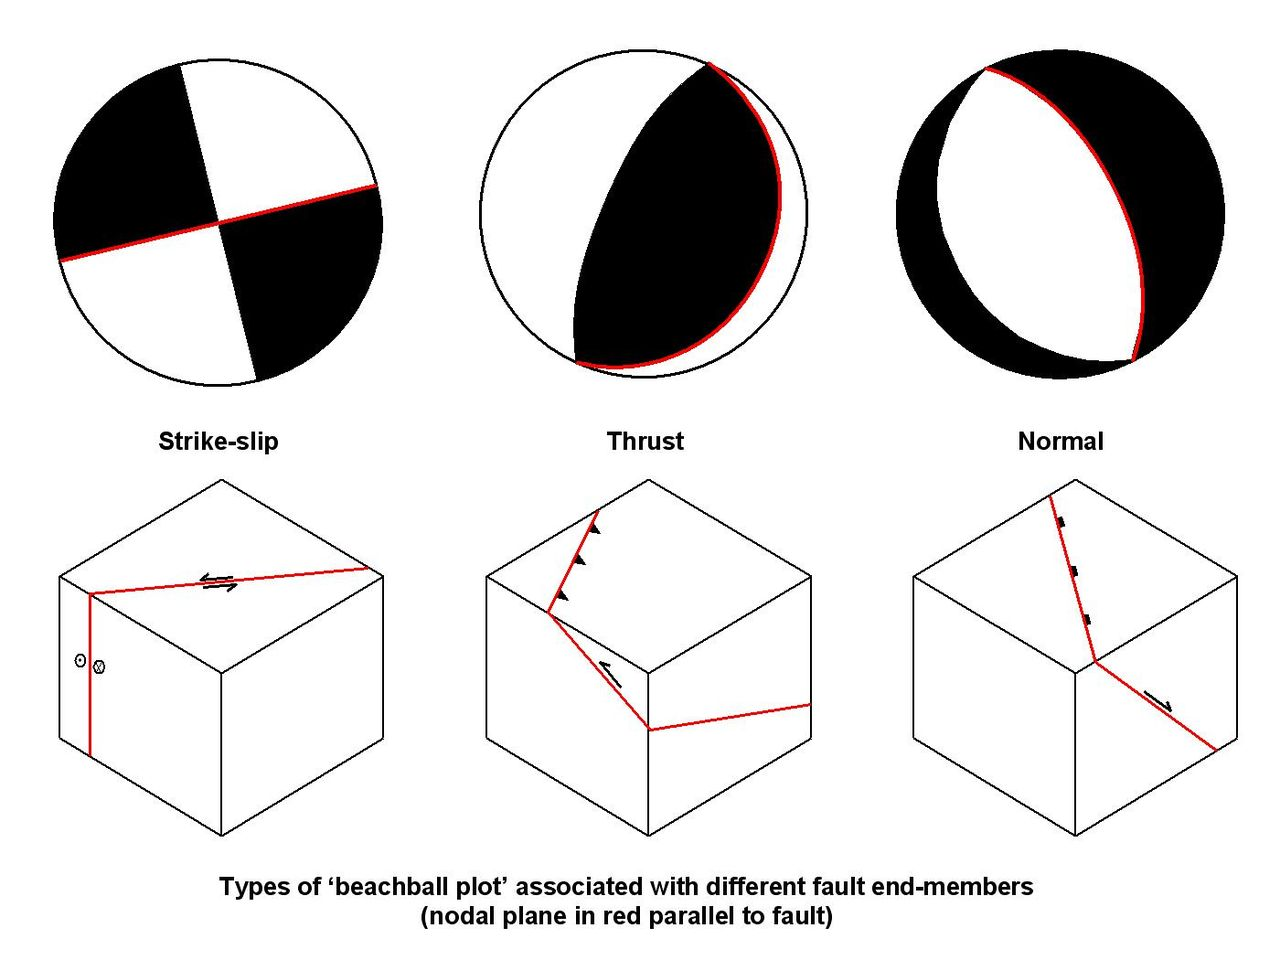 Strike-slip
Thrust
Normal
Types of ‘beachball plot’ associated with different fault end-members
(nodal plane in red parallel to fault)